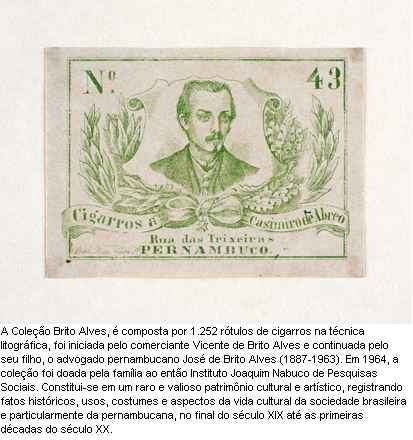 Nº 43
Cigarros á Casimiro de Abreo
Rua das Trixeiras
PERNAMBUCO.
A Coleção Brito Alves, é composta por 1.252 rótulos de cigarros na técnica
litográfica, foi iniciada pelo comerciante Vicente de Brito Alves e continuada pelo
seu filho, o advogado pernambucano José de Brito Alves (1887-1963). Em 1964, a
coleção foi doada pela família ao então Instituto Joaquim Nabuco de Pesquisas
Sociais. Constitui-se em um raro e valioso patrimônio cultural e artístico, registrando
fatos históricos, usos, costumes e aspectos da vida cultural da sociedade brasileira
e particularmente da pernambucana, no final do século XIX até as primeiras
décadas do século XX.